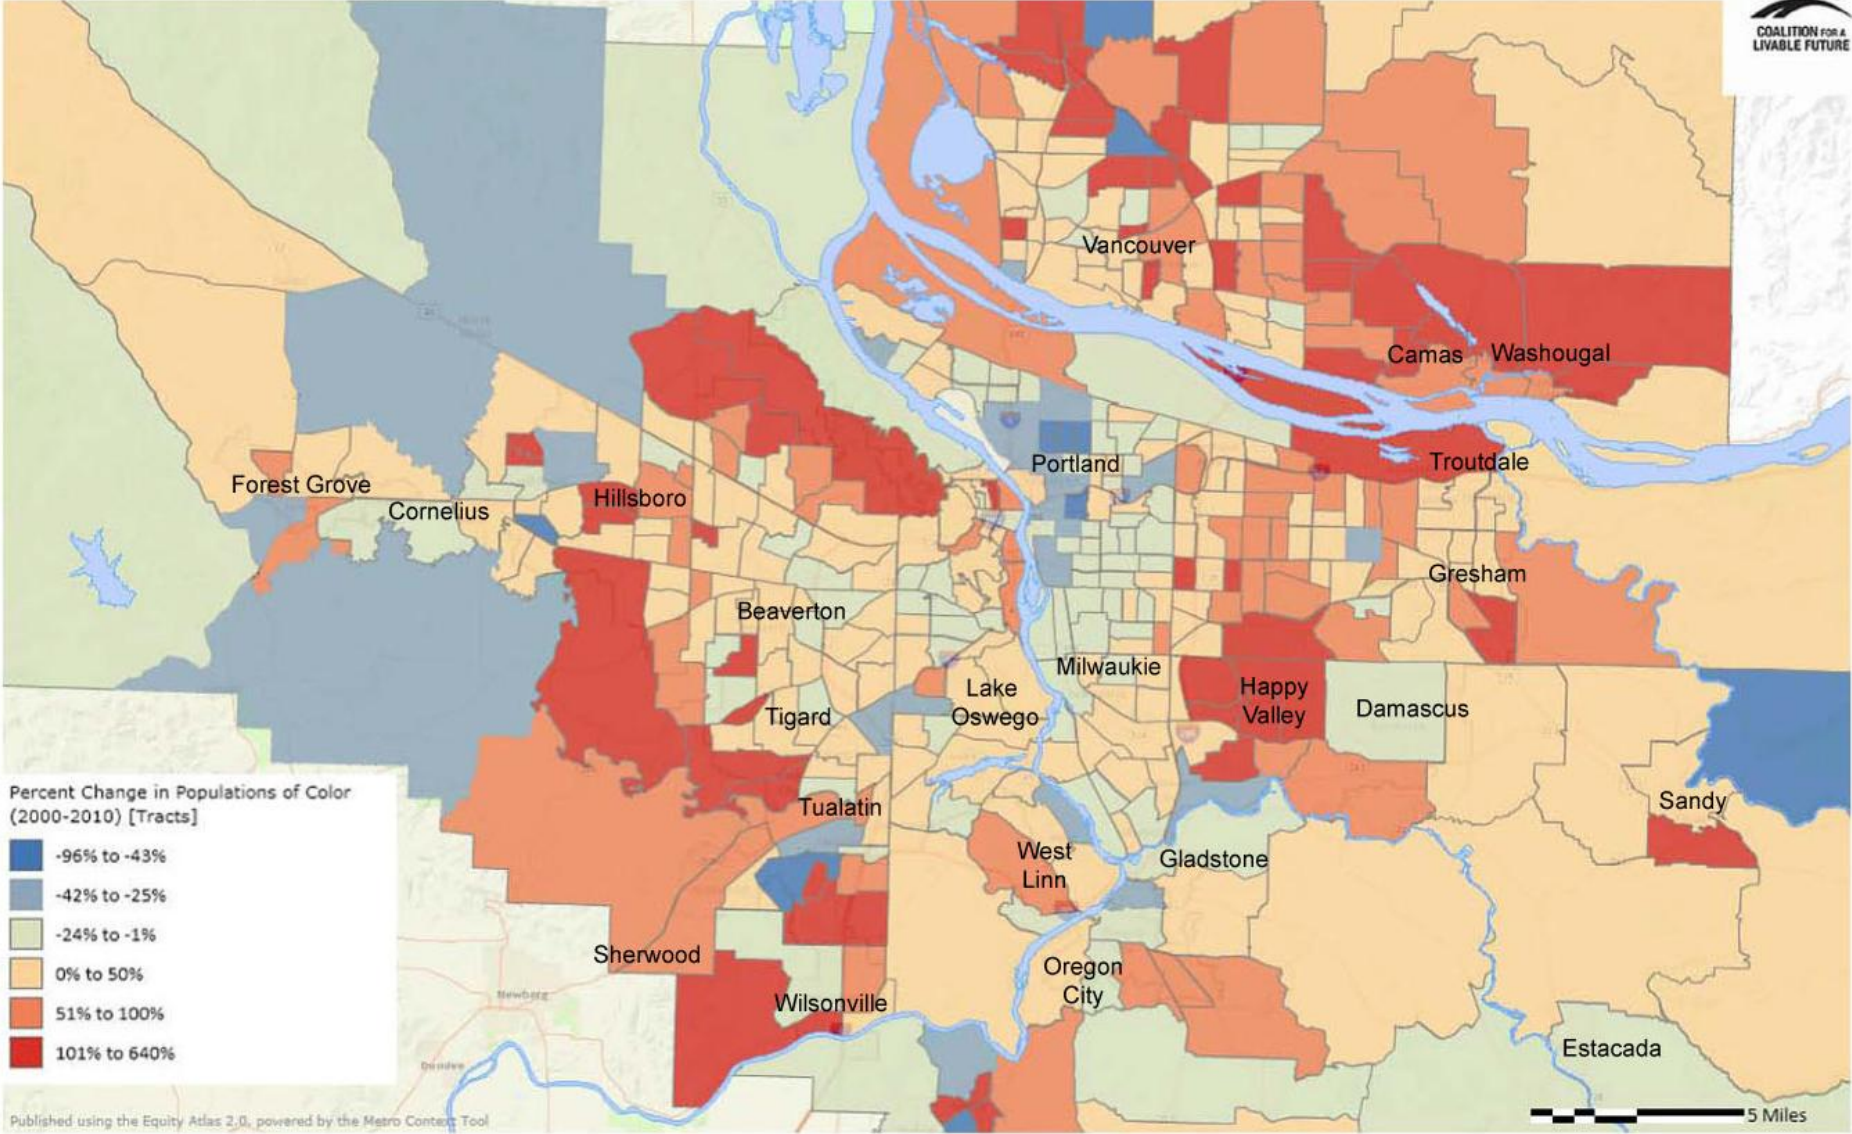 COALITION FOR A
LIVABLE FUTURE
Vancouver
Camas
Washougal
Portland
Troutdale
Forest Grove
Cornelius
Hillsboro
Gresham
Beaverton
Milwaukie
Lake
Oswego
Happy
Valley
Damascus
Tigard
Tualatin
Sandy
West
Linn
Gladstone
Sherwood
Oregon
City
Wilsonville
Estacada
Newberg
Dundee
Percent Change in Populations of Color
(2000-2010) [Tracts]
-96% to -43%
-42% to -25%
-24% to -1%
0% to 50%
51% to 100%
101% to 640%
Published using the Equity Atlas 2.0, powered by the Metro Context Tool
5 Miles